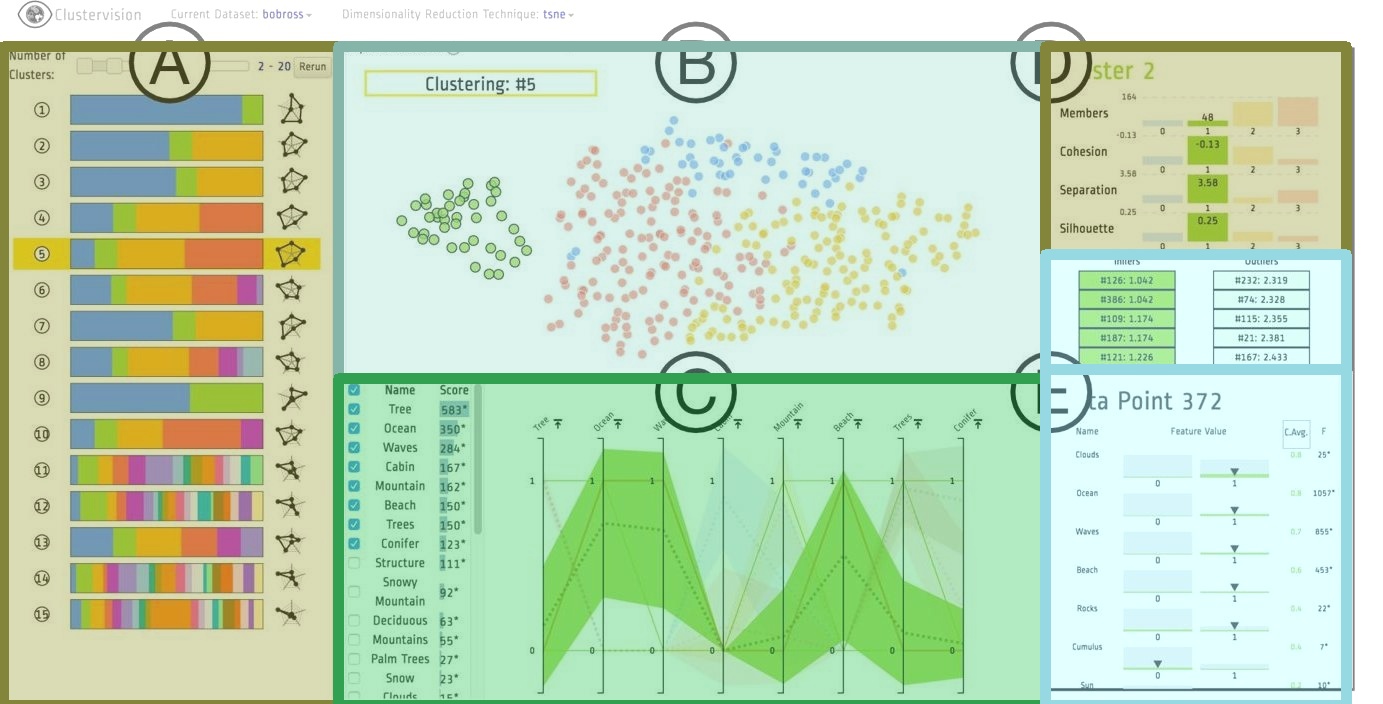 Clustervision Current Dataset: bobross Dimensionality Reduction Technique: tsne
A
B
D
Number of
Clusters:
2 - 20 Rerun
1
2
3
4
5
6
7
8
9
10
11
12
13
14
15
Clustering: #5
ster 2
164
Members
48
0 1 2 3
-0.13
Cohesion
-0.13
0 1 2 3
3.58
Separation
3.58
0 1 2 3
0.25
Silhouette
0.25
0 1 2 3
Inliers Outliers
#126: 1.042 #232: 2.319
#386: 1.042 #74: 2.328
#109: 1.174 #115: 2.355
#187: 1.174 #21: 2.381
#121: 1.226 #167: 2.433
C
Name Score
Tree 583*
Ocean 350*
Waves 284*
Cabin 167*
Mountain 162*
Beach 150*
Trees 150*
Conifer 123*
Structure 111*
Snowy
Mountain 92*
Deciduous 63*
Mountains 55*
Palm Trees 27*
Snow 23*
Clouds 15*
Tree Ocean Mountain Beach Trees Conifer
1 1 1 1 1 1 1 1
0 0 0 0 0 0 0 0
E
ta Point 372
Name Feature Value C.Avg. F
Clouds 0.8 25*
0 1
Ocean 0.8 1057*
0 1
Waves 0.7 855*
0 1
Beach 0.6 453*
0 1
Rocks 0.4 22*
0 1
Cumulus 0.4 7*
0 1
Sun 0.2 10*